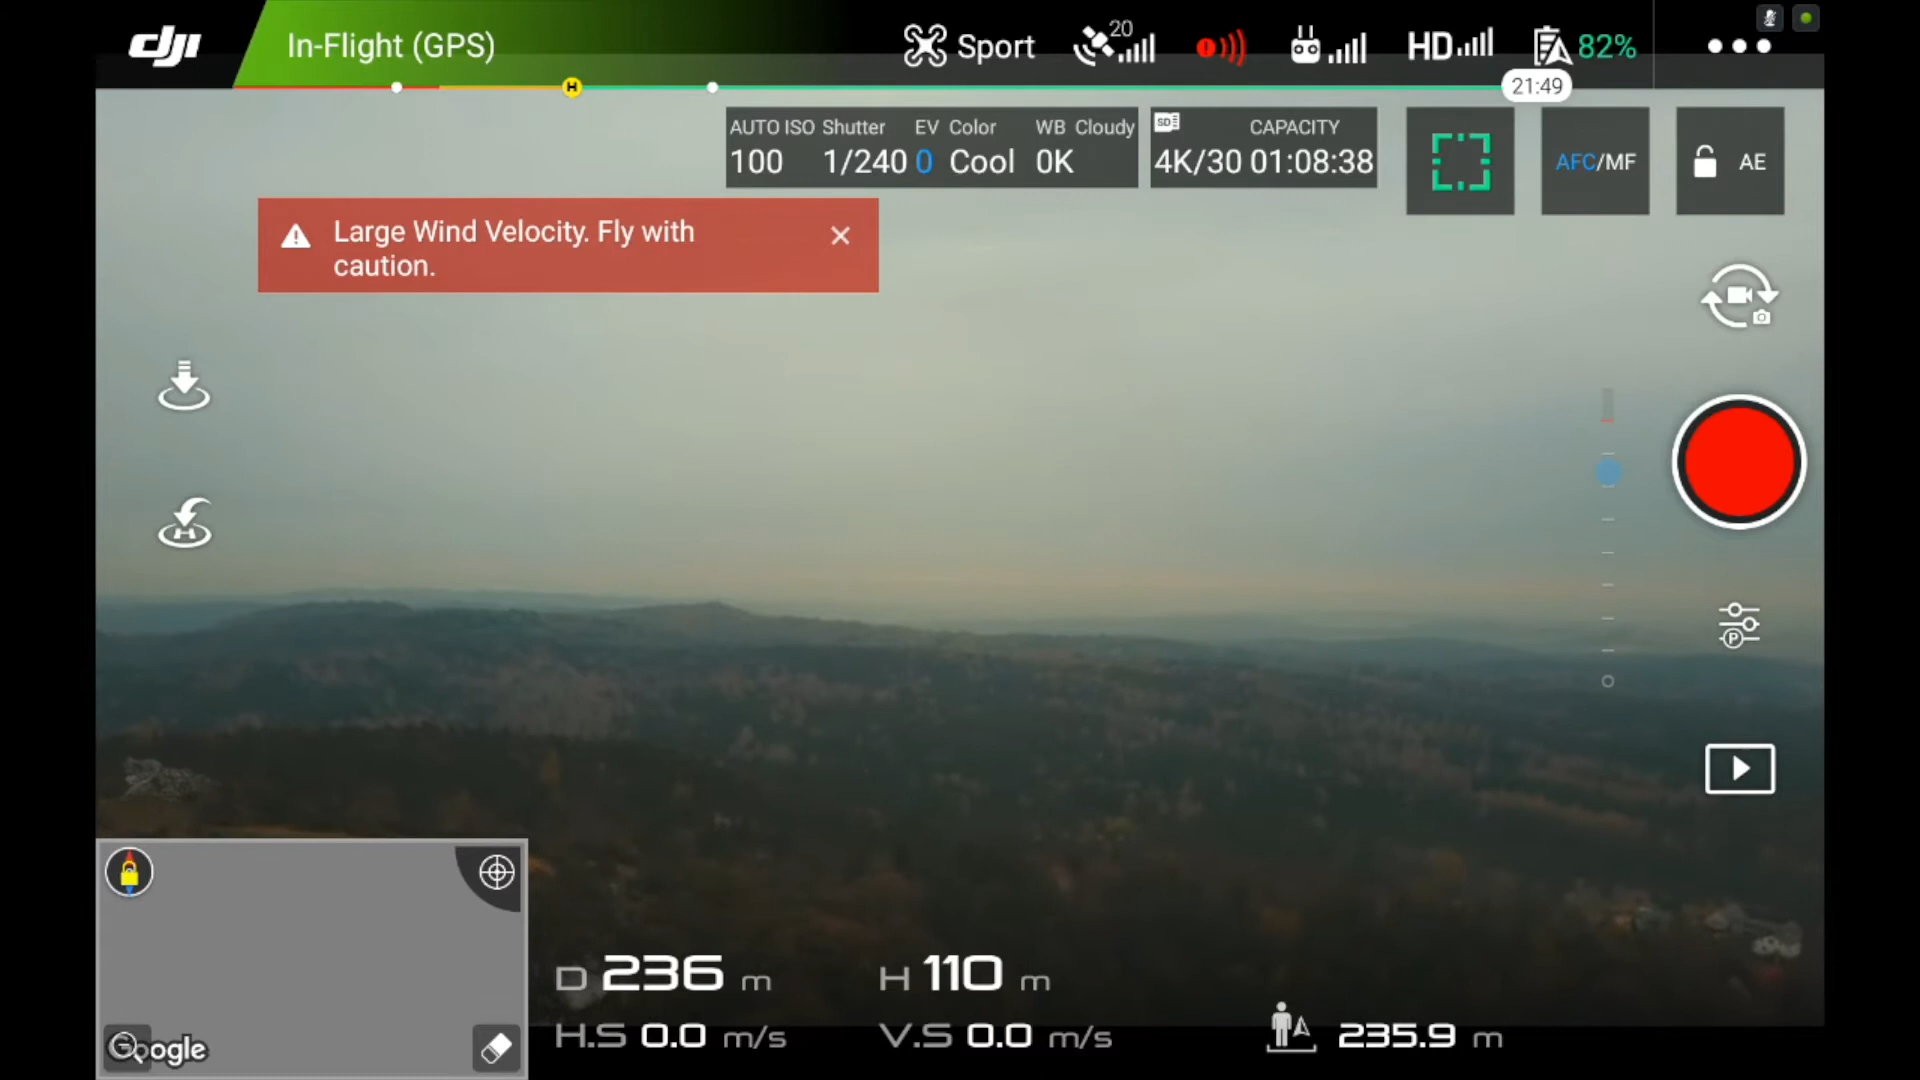 dji In-Flight (GPS) Sport 20 HD 82%
H 21:49
AUTO ISO Shutter EV Color WB Cloudy
100 1/240 0 Cool 0K
SD CAPACITY
4K/30 01:08:38
AFC/MF
AE
Large Wind Velocity. Fly with
caution.
P
D 236 m H 110 m
H.S 0.0 m/s V.S 0.0 m/s 235.9 m
Google